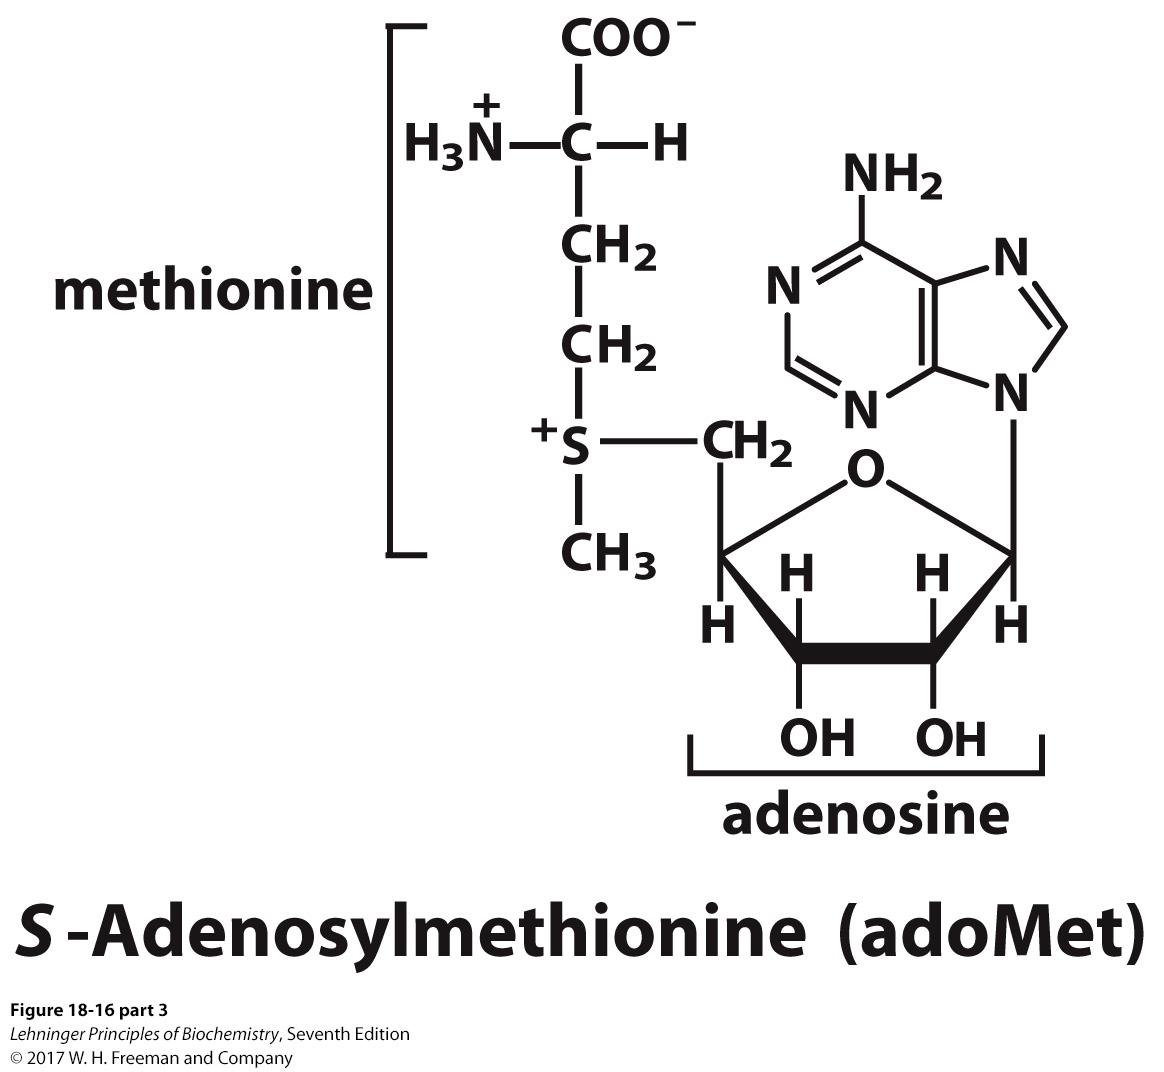 COO−
H3N+—C—H
CH2
CH2
+S—CH2
CH3
methionine
NH2
N
N
N
N
O
H
H
H
H
OH
OH
adenosine
S-Adenosylmethionine (adoMet)
Figure 18-16 part 3
Lehninger Principles of Biochemistry, Seventh Edition
© 2017 W. H. Freeman and Company